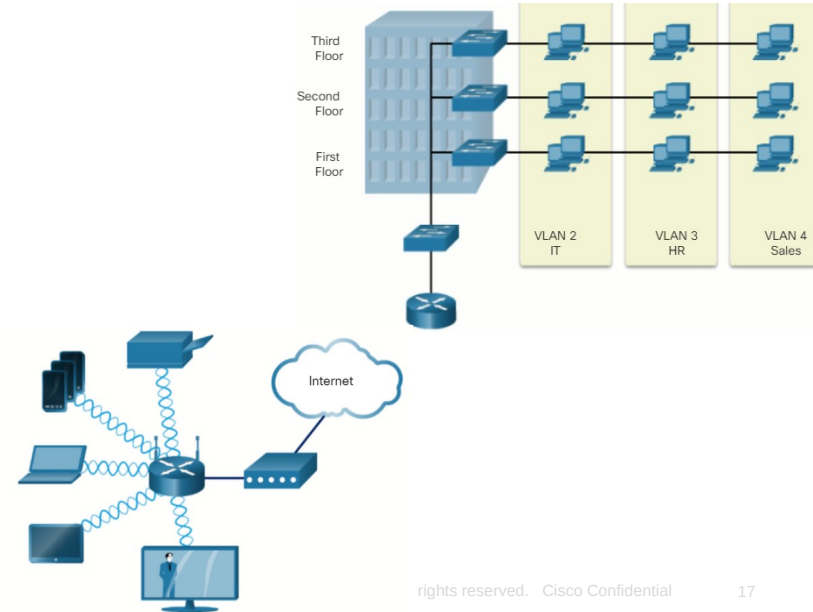 Third
Floor
Second
Floor
First
Floor
VLAN 2
IT
VLAN 3
HR
VLAN 4
Sales
Internet
rights reserved.   Cisco Confidential
17